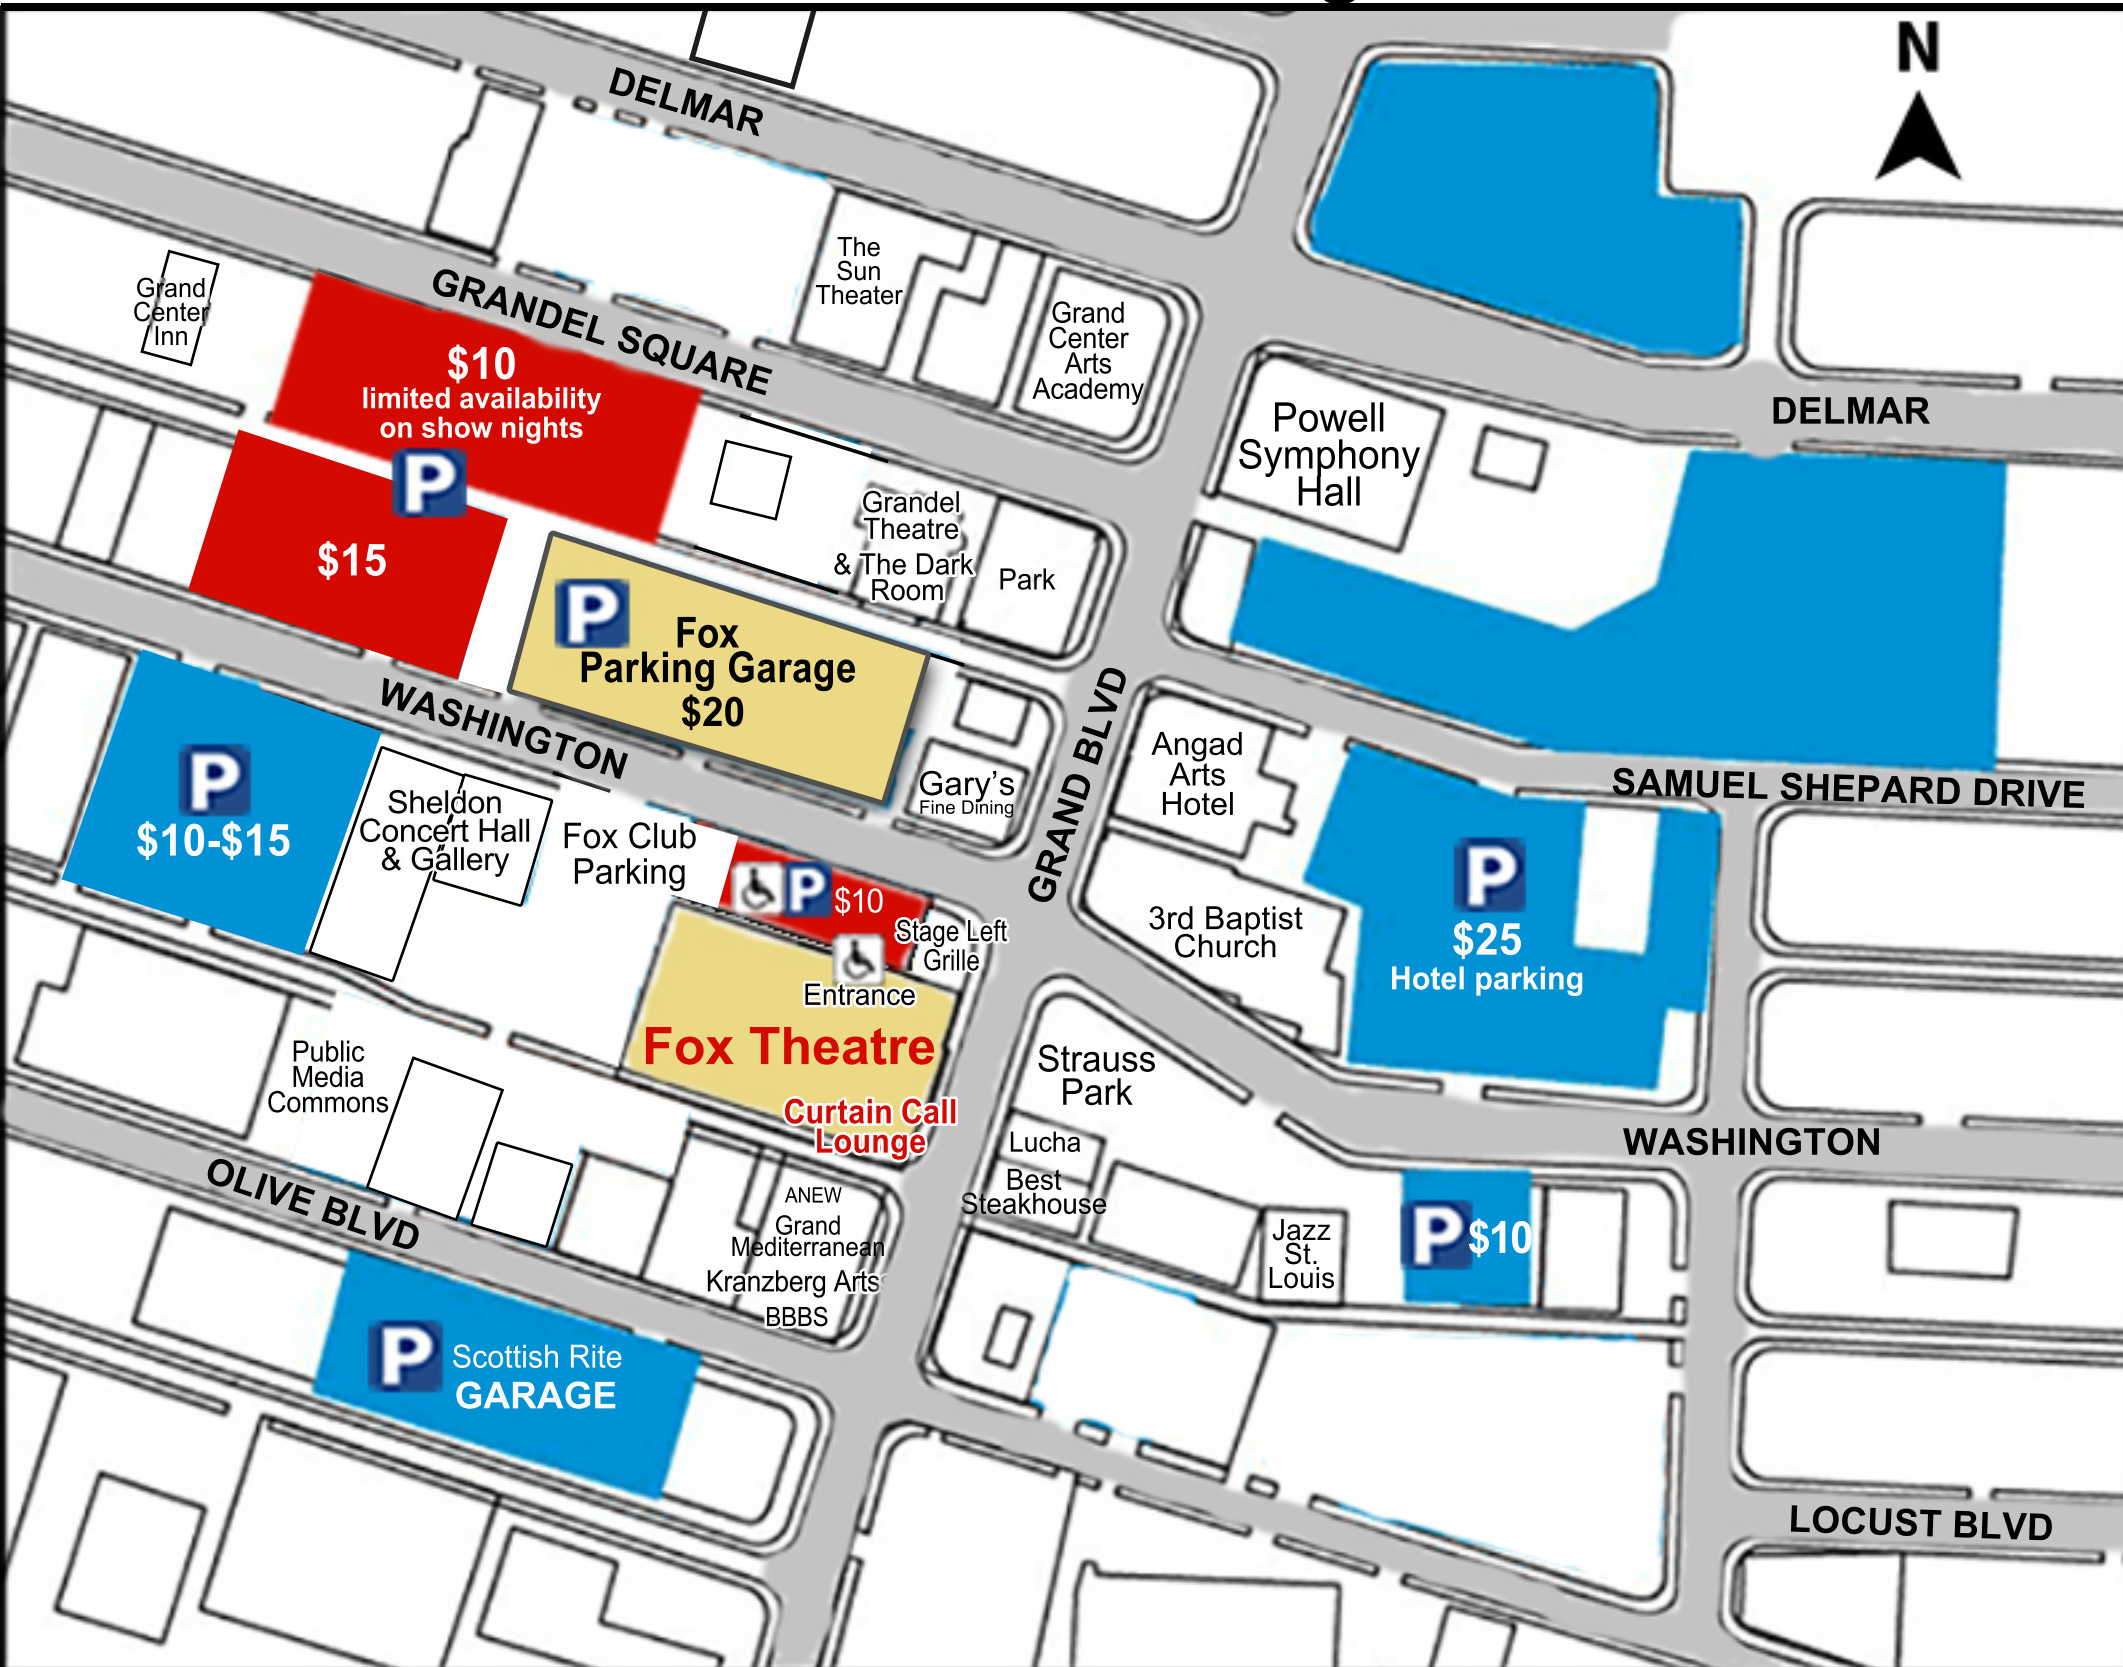 N
DELMAR
GRANDEL SQUARE
The
Sun
Theater
Grand
Center
Arts
Academy
Grand
Center
Inn
$10
limited availability
on show nights
P
$15
Powell
Symphony
Hall
DELMAR
Grandel
Theatre
& The Dark
Room
Park
P
Fox
Parking Garage
$20
WASHINGTON
GRAND BLVD
Gary's
Fine Dining
Angad
Arts
Hotel
SAMUEL SHEPARD DRIVE
P
$10-$15
Sheldon
Concert Hall
& Gallery
Fox Club
Parking
P $10
Stage Left
Grille
Entrance
Fox Theatre
Curtain Call
Lounge
3rd Baptist
Church
P
$25
Hotel parking
Public
Media
Commons
Strauss
Park
Lucha
Best
Steakhouse
WASHINGTON
OLIVE BLVD
ANEW
Grand
Mediterranean
Kranzberg Arts
BBBS
Jazz
St.
Louis
P $10
P
Scottish Rite
GARAGE
LOCUST BLVD